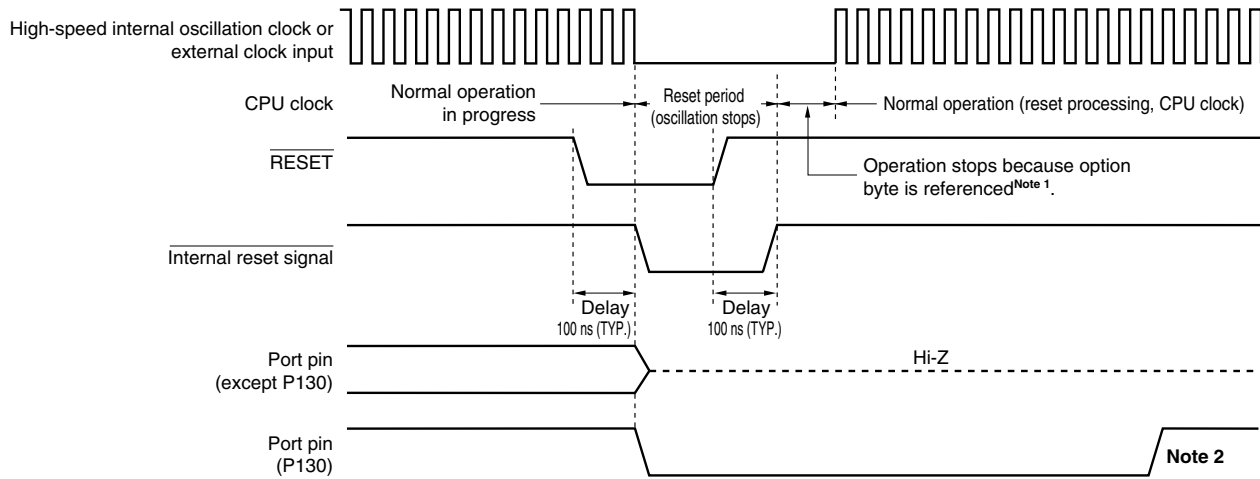 High-speed internal oscillation clock or
external clock input
CPU clock
Normal operation
in progress
Reset period
(oscillation stops)
Normal operation (reset processing, CPU clock)
RESET
Operation stops because option
byte is referencedNote 1.
Internal reset signal
Delay
100 ns (TYP.)
Delay
100 ns (TYP.)
Port pin
(except P130)
Hi-Z
Port pin
(P130)
Note 2